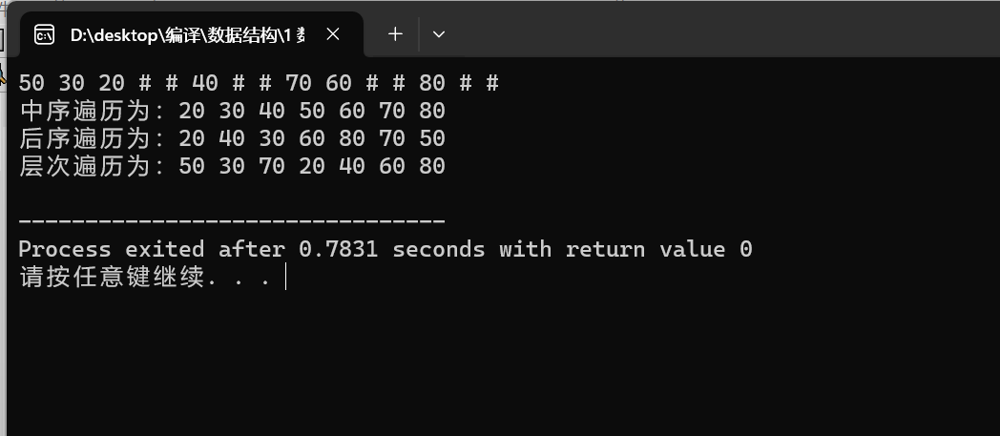 D:\desktop\编译\数据结构\1 数
50 30 20 # # 40 # # 70 60 # # 80 # #
中序遍历为: 20 30 40 50 60 70 80
后序遍历为: 20 40 30 60 80 70 50
层次遍历为: 50 30 70 20 40 60 80
--------------------------------
Process exited after 0.7831 seconds with return value 0
请按任意键继续. . .